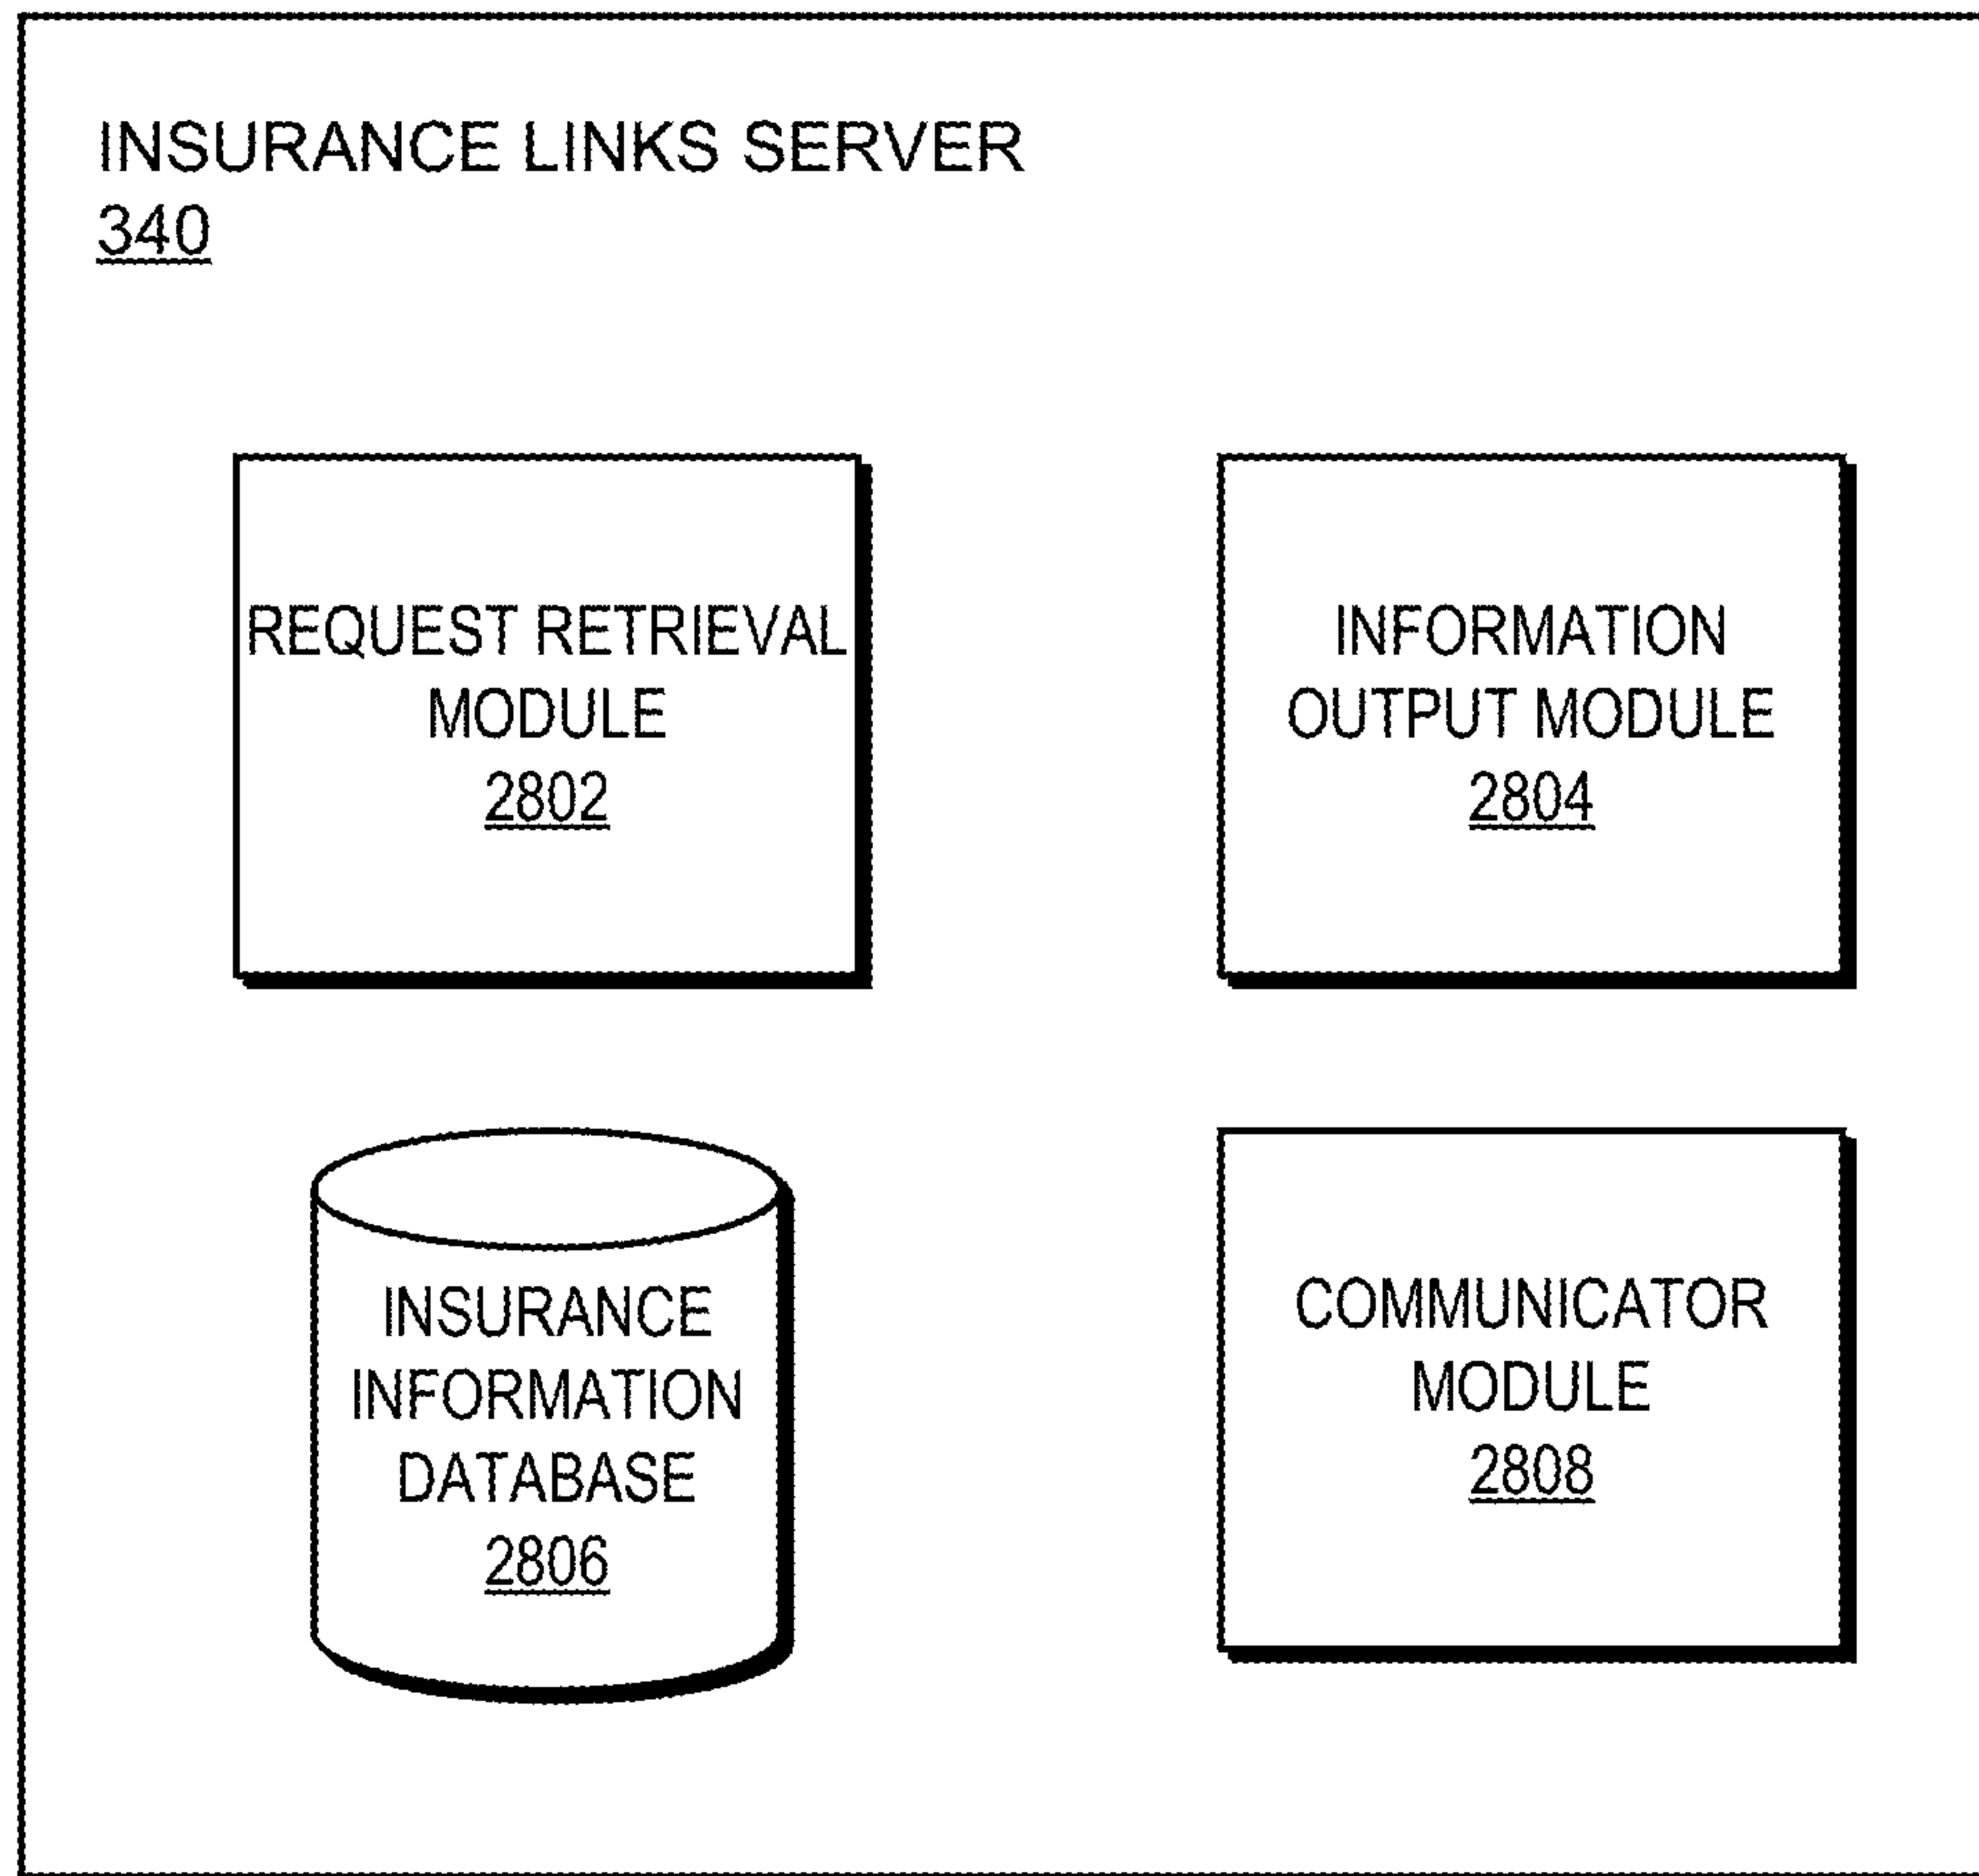 INSURANCE LINKS SERVER
340
REQUEST RETRIEVAL
MODULE
2802
INFORMATION
OUTPUT MODULE
2804
INSURANCE
INFORMATION
DATABASE
2806
COMMUNICATOR
MODULE
2808